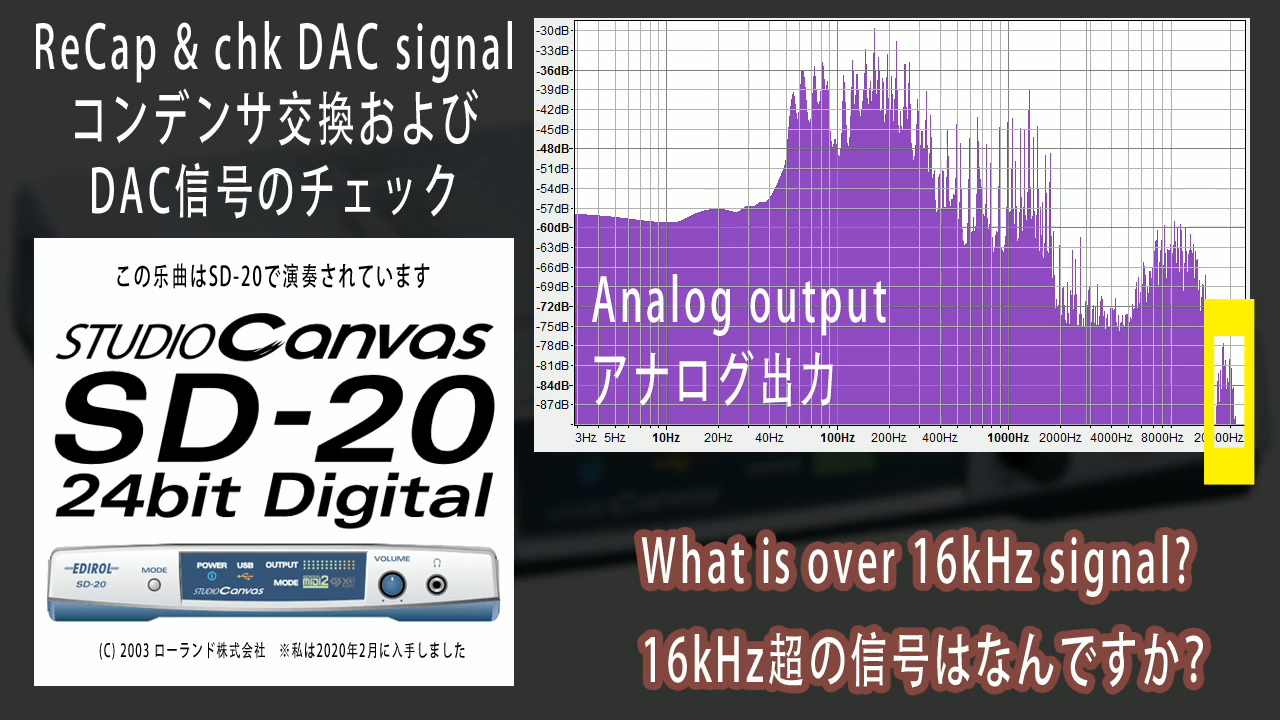 ReCap & chk DAC signal
コンデンサ交換および
DAC信号のチェック
この乐曲はSD-20で演奏されています
STUDIO Canvas
SD-20
24bit Digital
EDIROL
SD-20
MODE
POWER USB OUTPUT
MODE midi2 GS XG
STUDIO Canvas
VOLUME
(C) 2003 ローランド株式会社 ※私は2020年2月に入手しました
-30dB
-33dB
-36dB
-39dB
-42dB
-45dB
-48dB
-51dB
-54dB
-57dB
-60dB
-63dB
-66dB
-69dB
-72dB
-75dB
-78dB
-81dB
-84dB
-87dB
3Hz 5Hz 10Hz 20Hz 40Hz 100Hz 200Hz 400Hz 1000Hz 2000Hz 4000Hz 8000Hz
Analog output
アナログ出力
What is over 16kHz signal?
16kHz超の信号はなんですか?